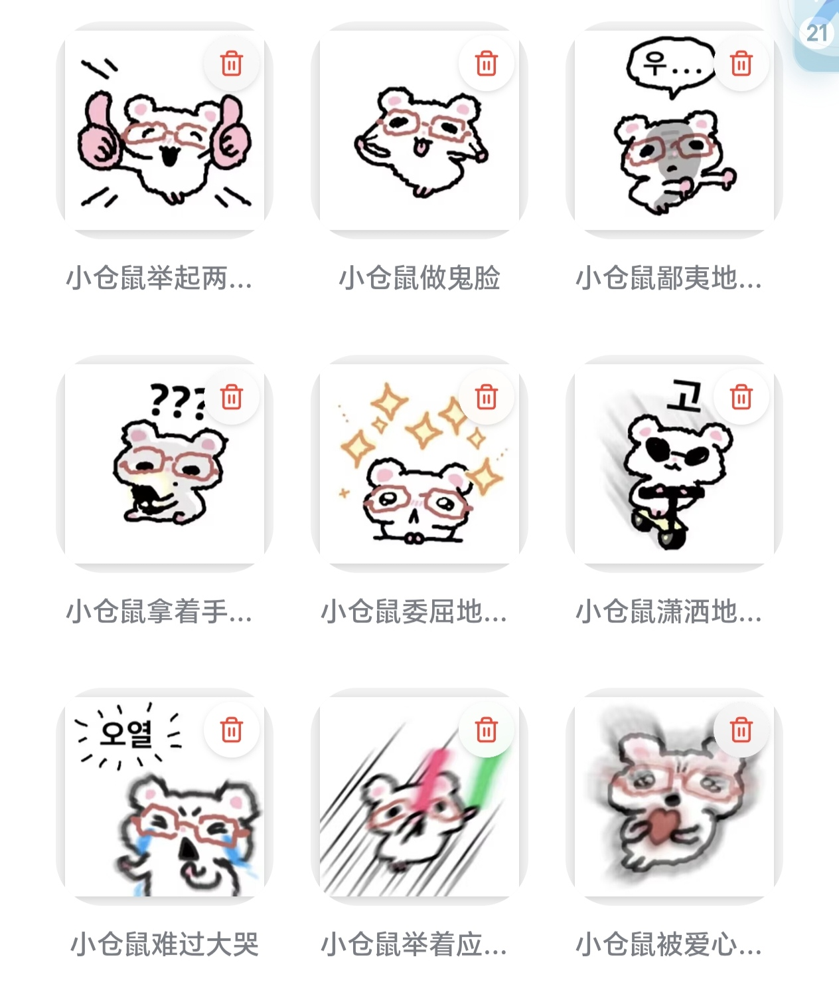 21
우...
小仓鼠举起两...
小仓鼠做鬼脸
小仓鼠鄙夷地...
???
고
小仓鼠拿着手...
小仓鼠委屈地...
小仓鼠潇洒地...
오열
小仓鼠难过大哭
小仓鼠举着应...
小仓鼠被爱心...